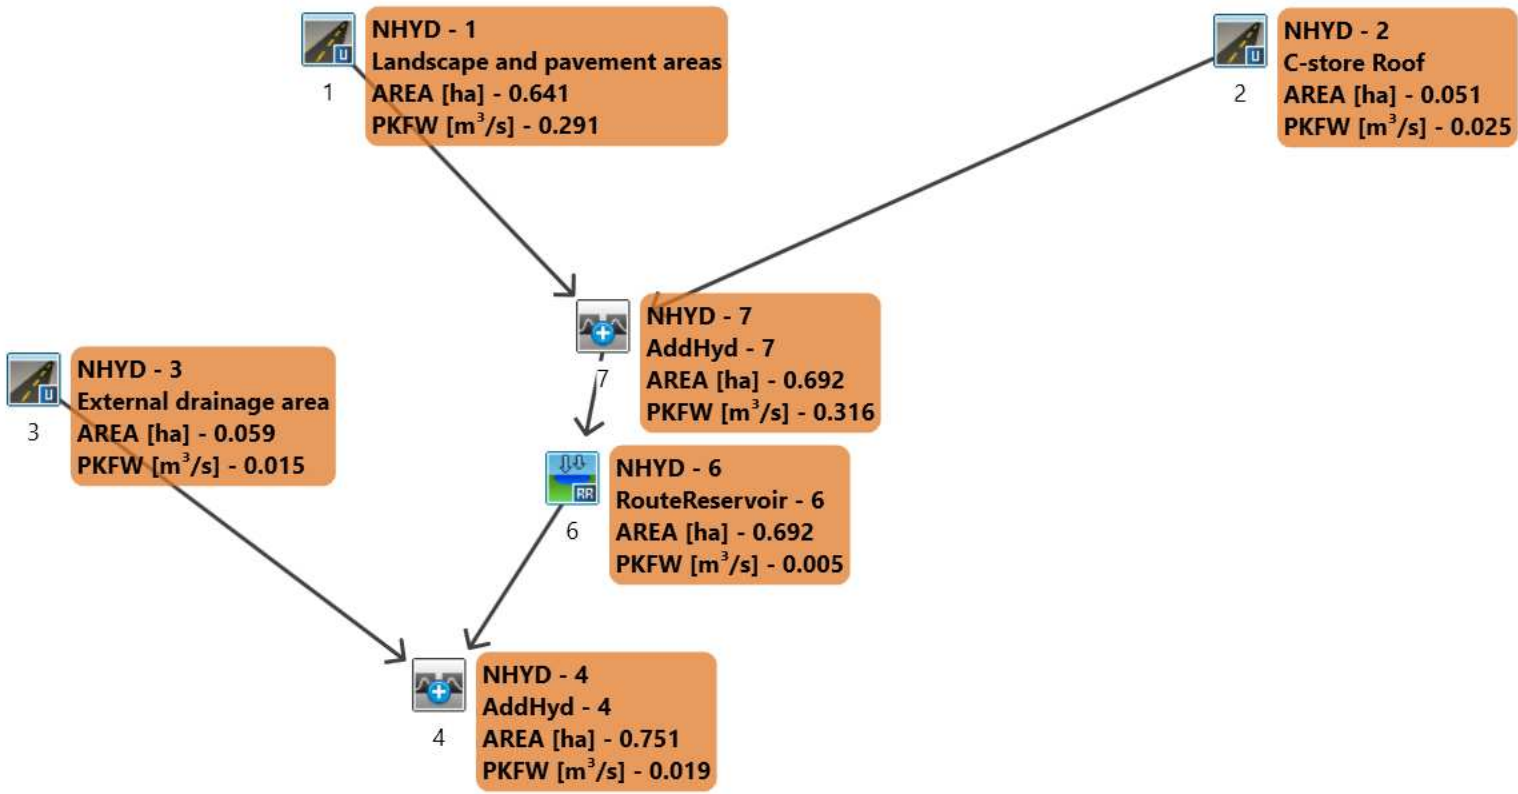 NHYD - 1
Landscape and pavement areas
AREA [ha] - 0.641
PKFW [m³/s] - 0.291
U
1
NHYD - 2
C-store Roof
AREA [ha] - 0.051
PKFW [m³/s] - 0.025
U
2
NHYD - 7
AddHyd - 7
AREA [ha] - 0.692
PKFW [m³/s] - 0.316
7
NHYD - 3
External drainage area
AREA [ha] - 0.059
PKFW [m³/s] - 0.015
U
3
NHYD - 6
RouteReservoir - 6
AREA [ha] - 0.692
PKFW [m³/s] - 0.005
RR
6
NHYD - 4
AddHyd - 4
AREA [ha] - 0.751
PKFW [m³/s] - 0.019
4